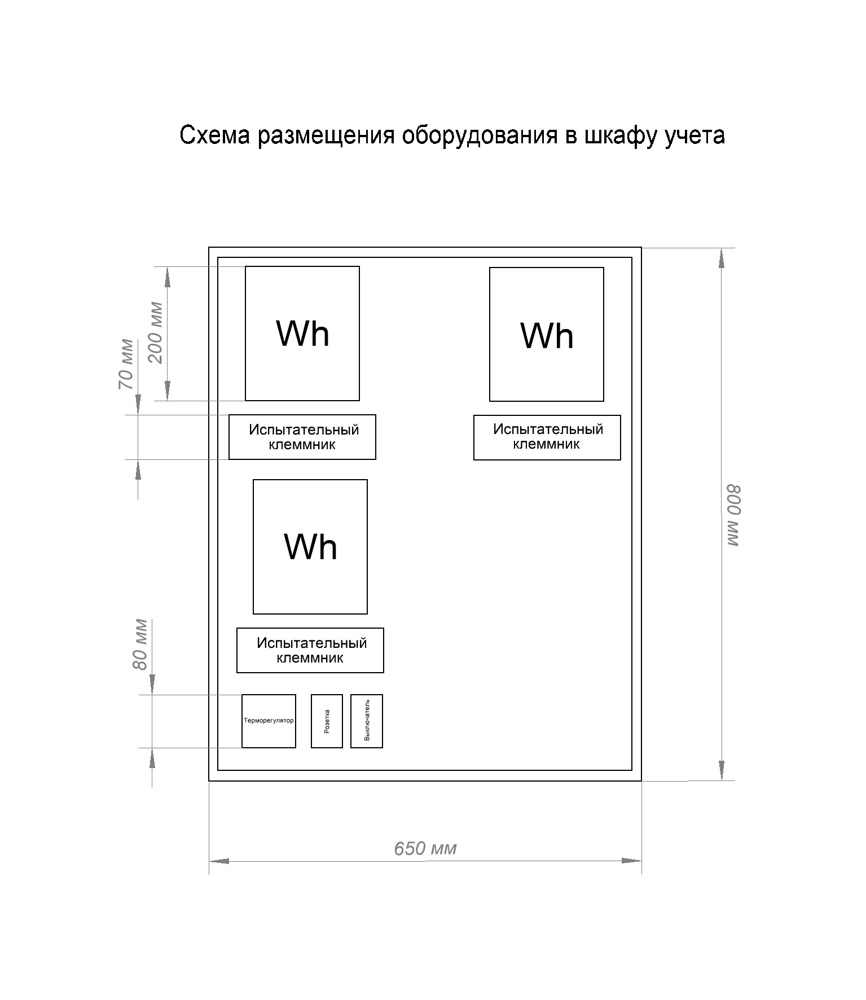 Схема размещения оборудования в шкафу учета
200 мм
70 мм
Wh
Wh
Испытательный
клеммник
Испытательный
клеммник
800 мм
Wh
80 мм
Испытательный
клеммник
Терморегулятор
Розетка
Выключатель
650 мм